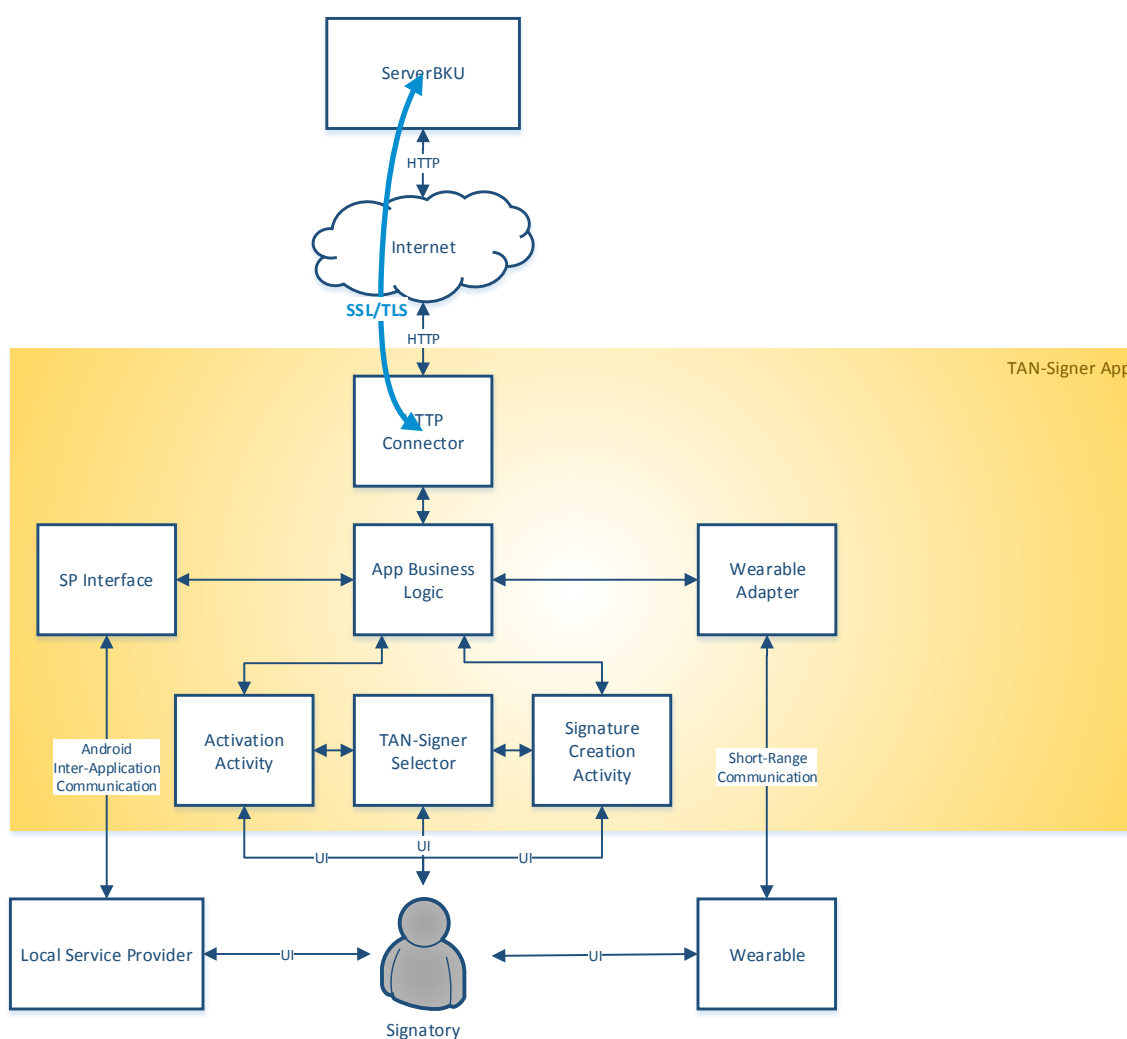 ServerBKU
HTTP
Internet
SSL/TLS
HTTP
TAN-Signer App
HTTP
Connector
SP Interface
App Business
Logic
Wearable
Adapter
Activation
Activity
TAN-Signer
Selector
Signature
Creation
Activity
Android
Inter-Application
Communication
Short-Range
Communication
UI
UI
UI
Local Service Provider
UI
UI
Wearable
Signatory